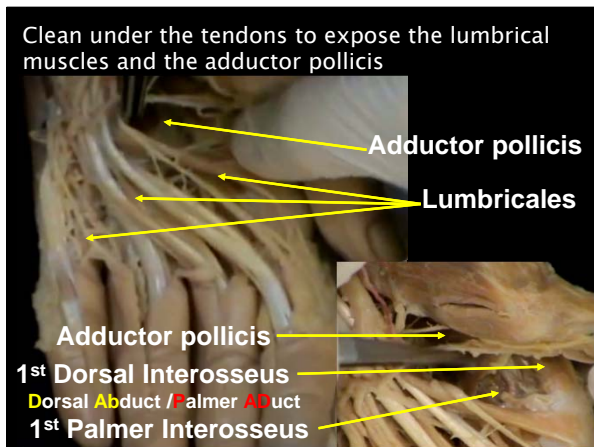 Clean under the tendons to expose the lumbrical
muscles and the adductor pollicis
Adductor pollicis
Lumbricales
Adductor pollicis
1st Dorsal Interosseus
Dorsal Abduct /Palmer ADuct
1st Palmer Interosseus